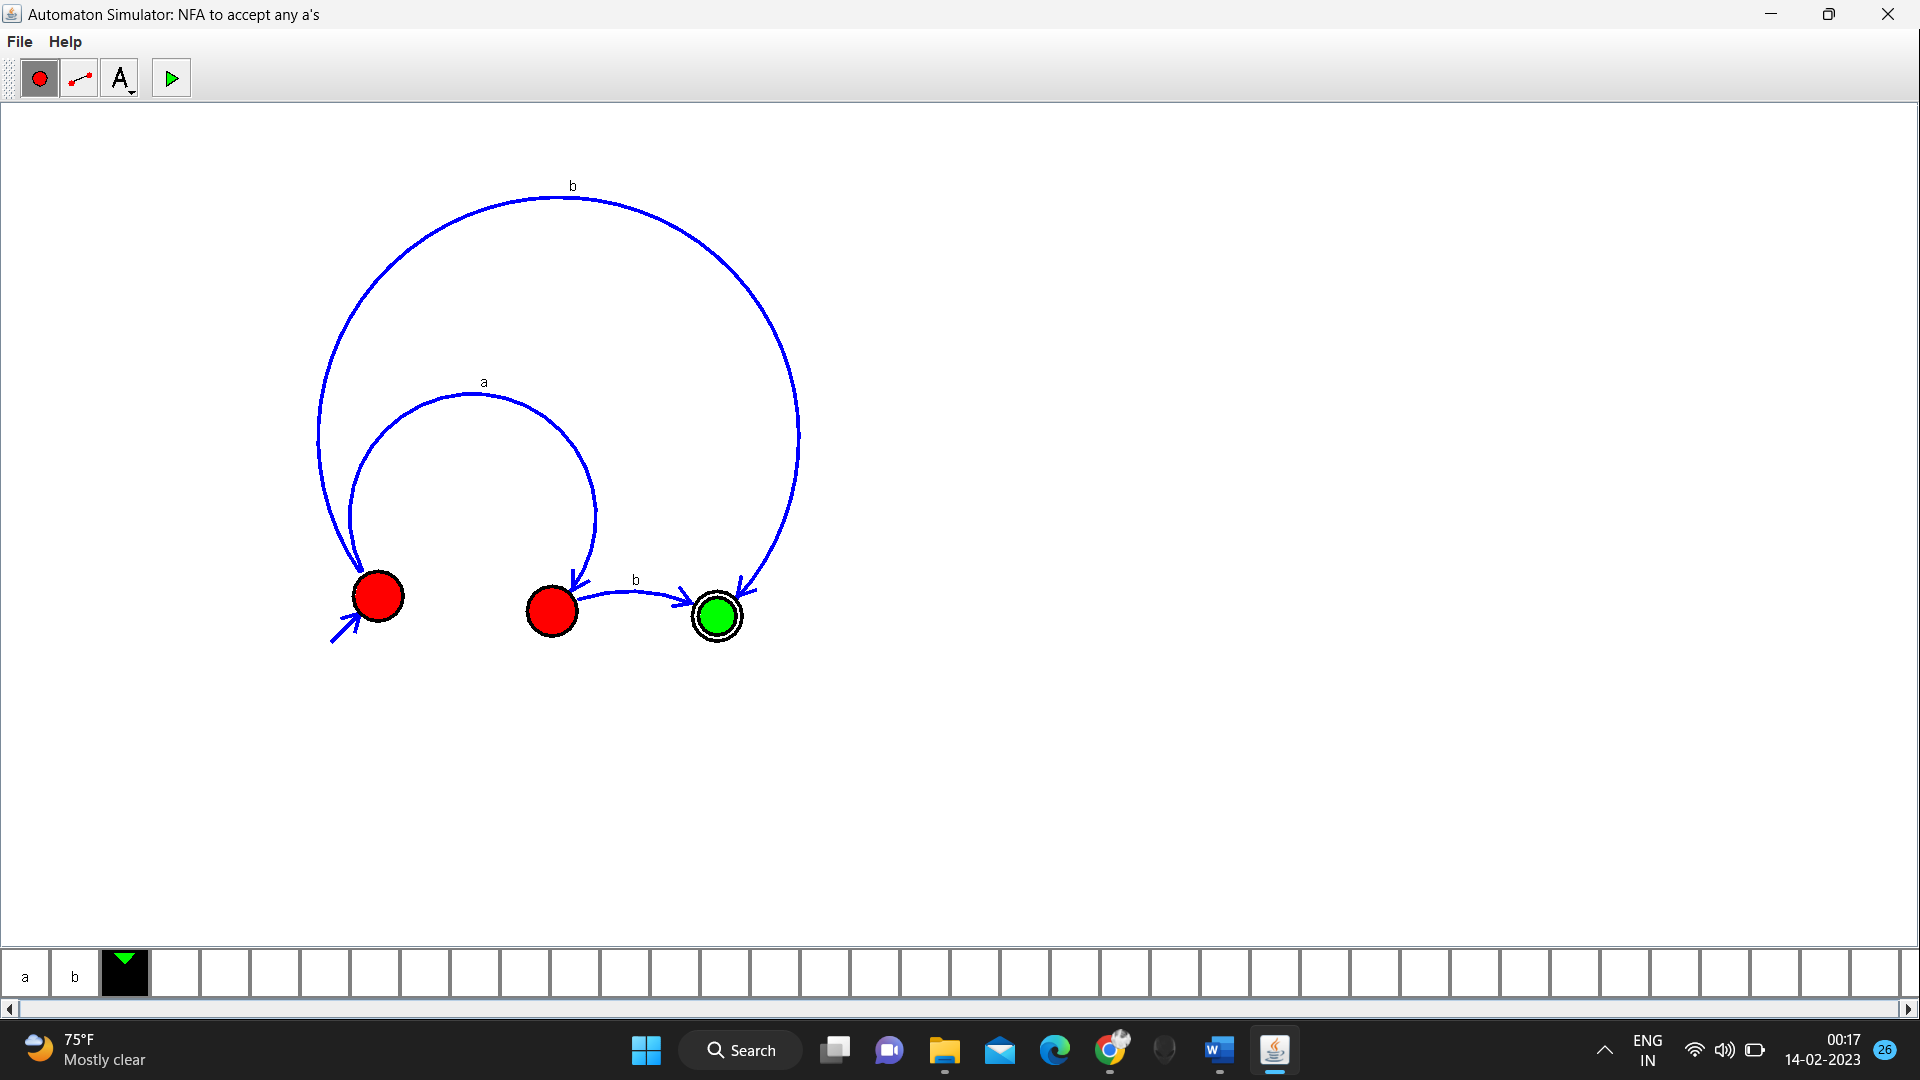 Automaton Simulator: NFA to accept any a's
File Help
A
b
a
b
a b
75°F
Mostly clear
Search
W
ENG
IN
00:17
14-02-2023
26